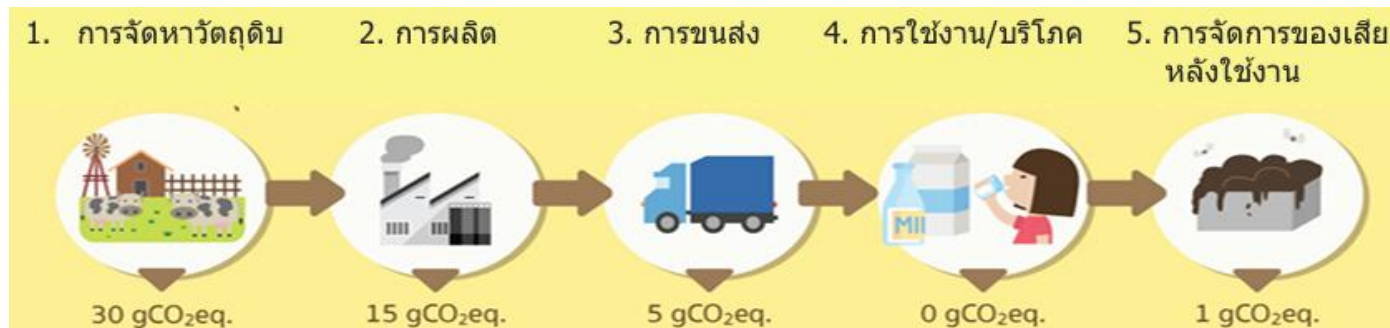 1. การจัดหาวัตถุดิบ
2. การผลิต
3. การขนส่ง
4. การใช้งาน/บริโภค
5. การจัดการของเสีย
หลังใช้งาน
MII
30 gCO₂eq.
15 gCO₂eq.
5 gCO₂eq.
0 gCO₂eq.
1 gCO₂eq.